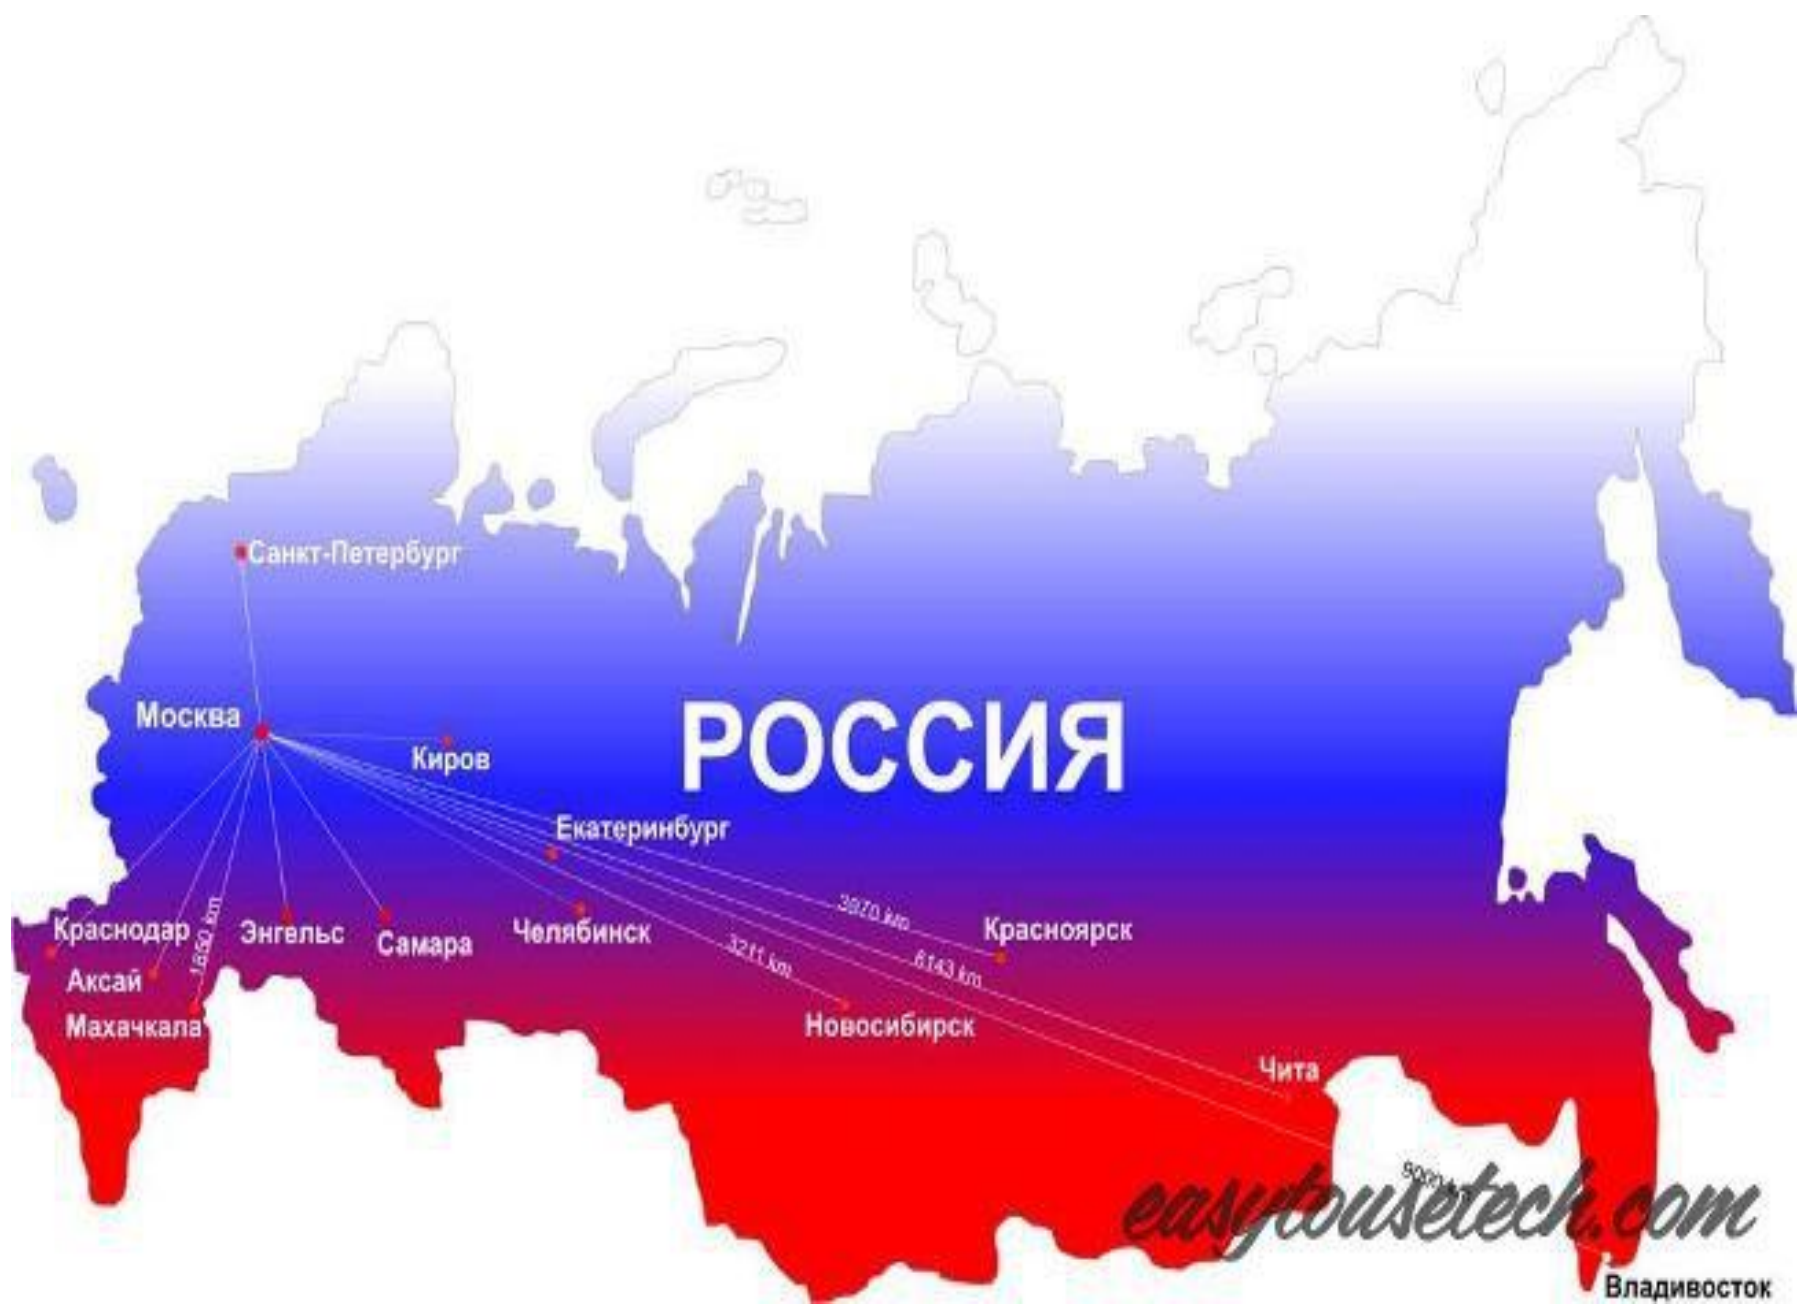 Санкт-Петербург
Москва
РОССИЯ
Киров
Екатеринбург
3970 km
Краснодар
1850 km
Энгельс
Самара
Челябинск
Красноярск
3211 km
6143 km
Аксай
Махачкала
Новосибирск
Чита
easytousetech.com
Владивосток